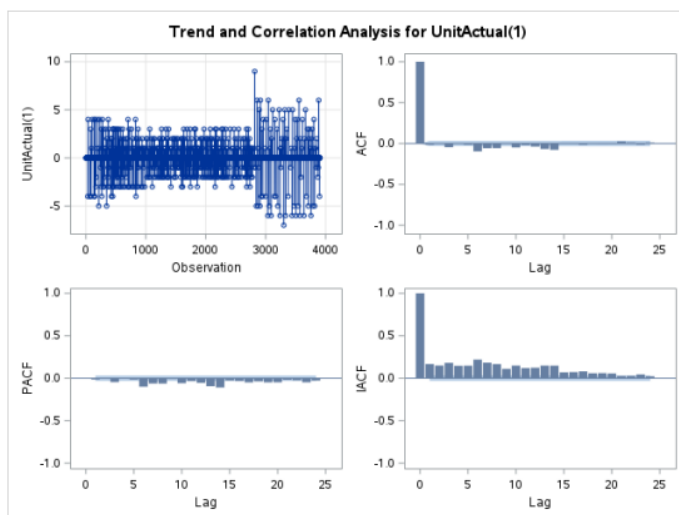 Trend and Correlation Analysis for UnitActual(1)
UnitActual(1)
10
5
0
-5
0 1000 2000 3000 4000
Observation
ACF
1.0
0.5
0.0
-0.5
-1.0
0 5 10 15 20 25
Lag
PACF
1.0
0.5
0.0
-0.5
-1.0
0 5 10 15 20 25
Lag
IACF
1.0
0.5
0.0
-0.5
-1.0
0 5 10 15 20 25
Lag